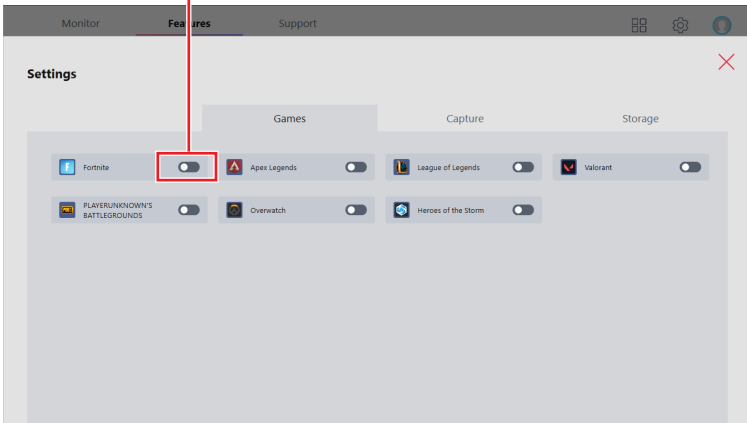 Monitor Features Support
Settings
Games Capture Storage
Fortnite Apex Legends League of Legends Valorant
PLAYERUNKNOWN'S
BATTLEGROUNDS Overwatch Heroes of the Storm